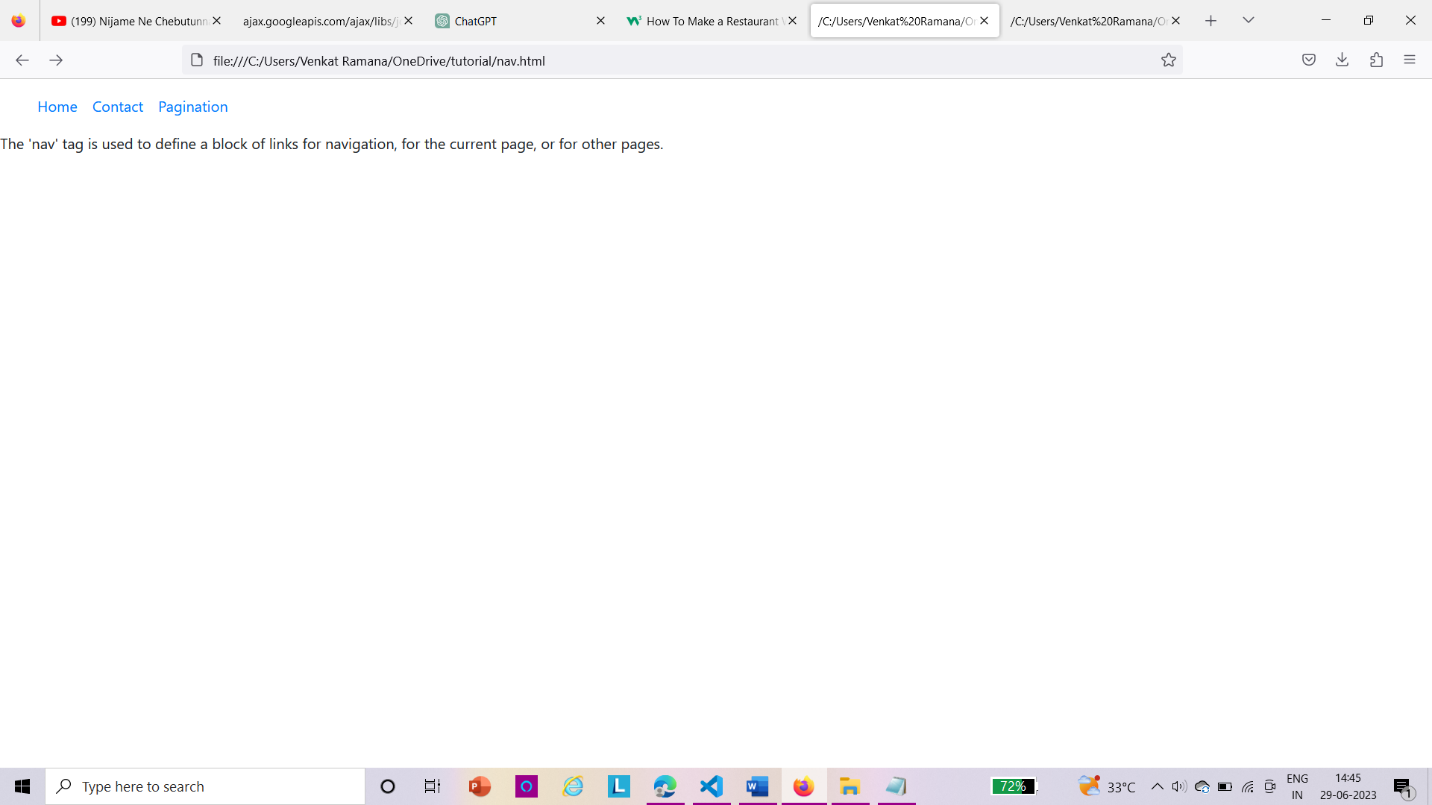 (199) Nijame Ne Chebutunna
ajax.googleapis.com/ajax/libs/j
ChatGPT
How To Make a Restaurant W
/C:/Users/Venkat%20Ramana/On
/C:/Users/Venkat%20Ramana/O
file:///C:/Users/Venkat Ramana/OneDrive/tutorial/nav.html
Home Contact Pagination
The 'nav' tag is used to define a block of links for navigation, for the current page, or for other pages.
Type here to search
72%
33°C
ENG
IN
14:45
29-06-2023
1